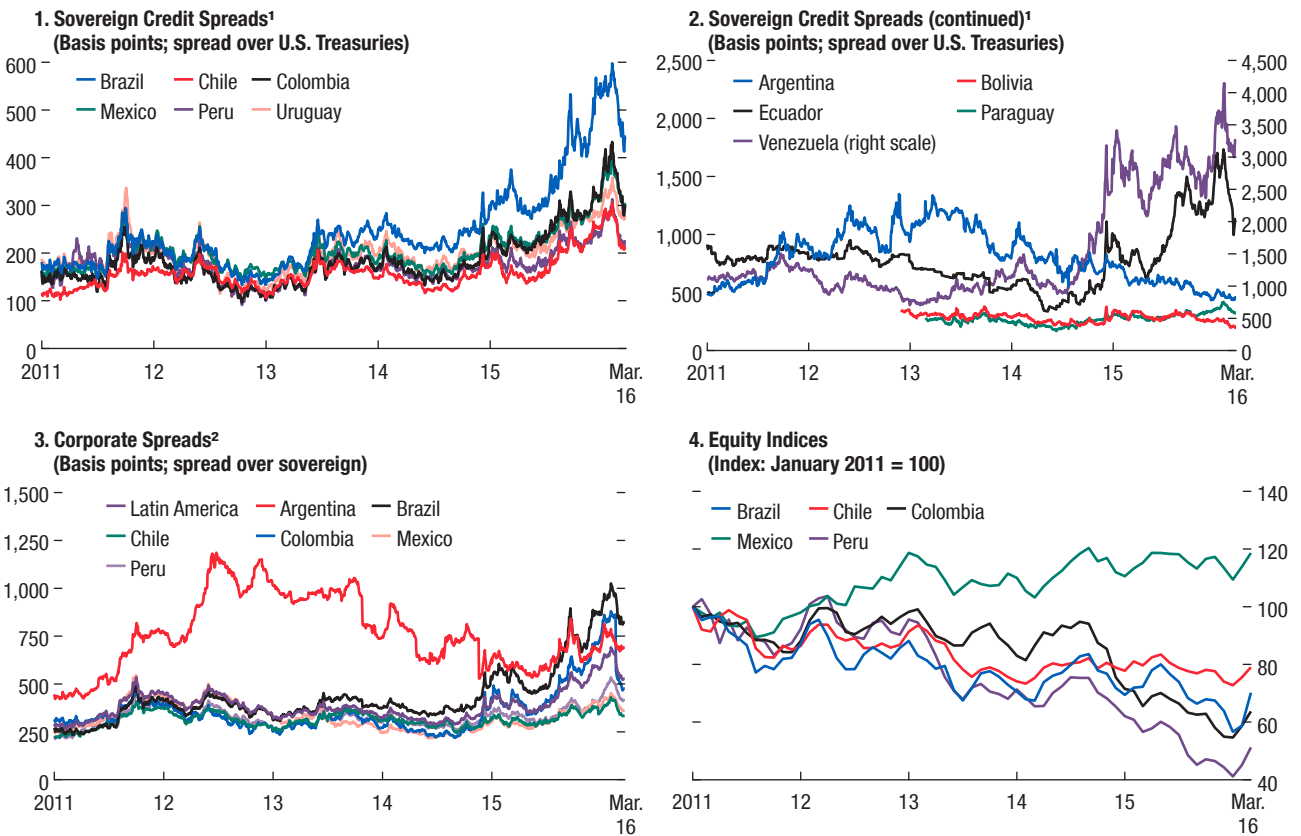 1. Sovereign Credit Spreads¹
(Basis points; spread over U.S. Treasuries)
600
500
400
300
200
100
0
Brazil Chile Colombia
Mexico Peru Uruguay
2011 12 13 14 15 Mar.
16
2. Sovereign Credit Spreads (continued)¹
(Basis points; spread over U.S. Treasuries)
2,500
2,000
1,500
1,000
500
0
Argentina Bolivia
Ecuador Paraguay
Venezuela (right scale)
4,500
4,000
3,500
3,000
2,500
2,000
1,500
1,000
500
0
2011 12 13 14 15 Mar.
16
3. Corporate Spreads²
(Basis points; spread over sovereign)
1,500
1,250
1,000
750
500
250
0
Latin America Argentina Brazil
Chile Colombia Mexico
Peru
2011 12 13 14 15 Mar.
16
4. Equity Indices
(Index: January 2011 = 100)
Brazil Chile Colombia
Mexico Peru
140
120
100
80
60
40
2011 12 13 14 15 Mar.
16